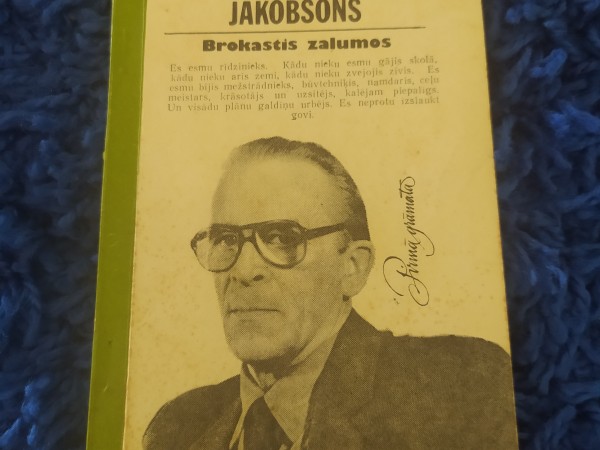 JAKOBSONS
Brokastis zalumos
Es esmu rīdzinieks. Kādu nieku esmu gājis skolā,
kādu nieku aris zemi, kādu nieku zvejojis zivis. Es
esmu bijis mežstrādnieks, būvtehniķis, namdaris, ceļu
meistars, krāsotājs un uzsitējs, kalējam piepalīgs.
Un visādu plānu galdiņu urbējs. Es neprotu izslaukt
govi.
Pirmā grāmata